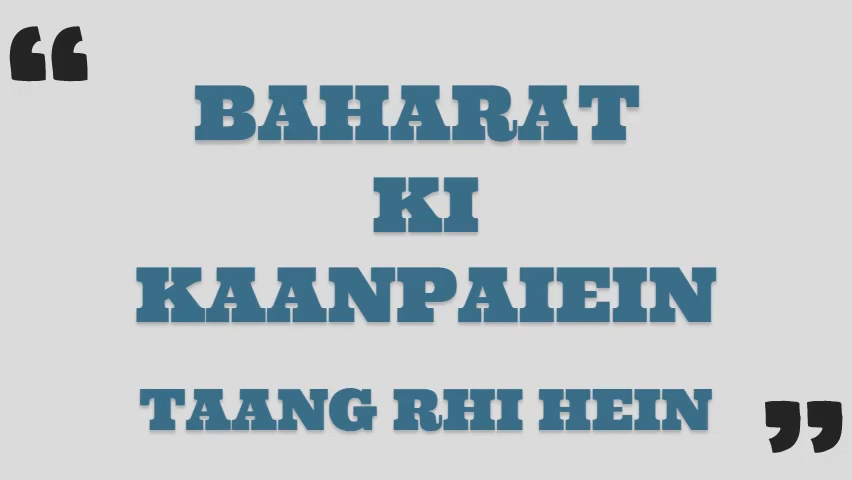 “
BAHARAT
KI
KAANPAIEIN
TAANG RHI HEIN
”